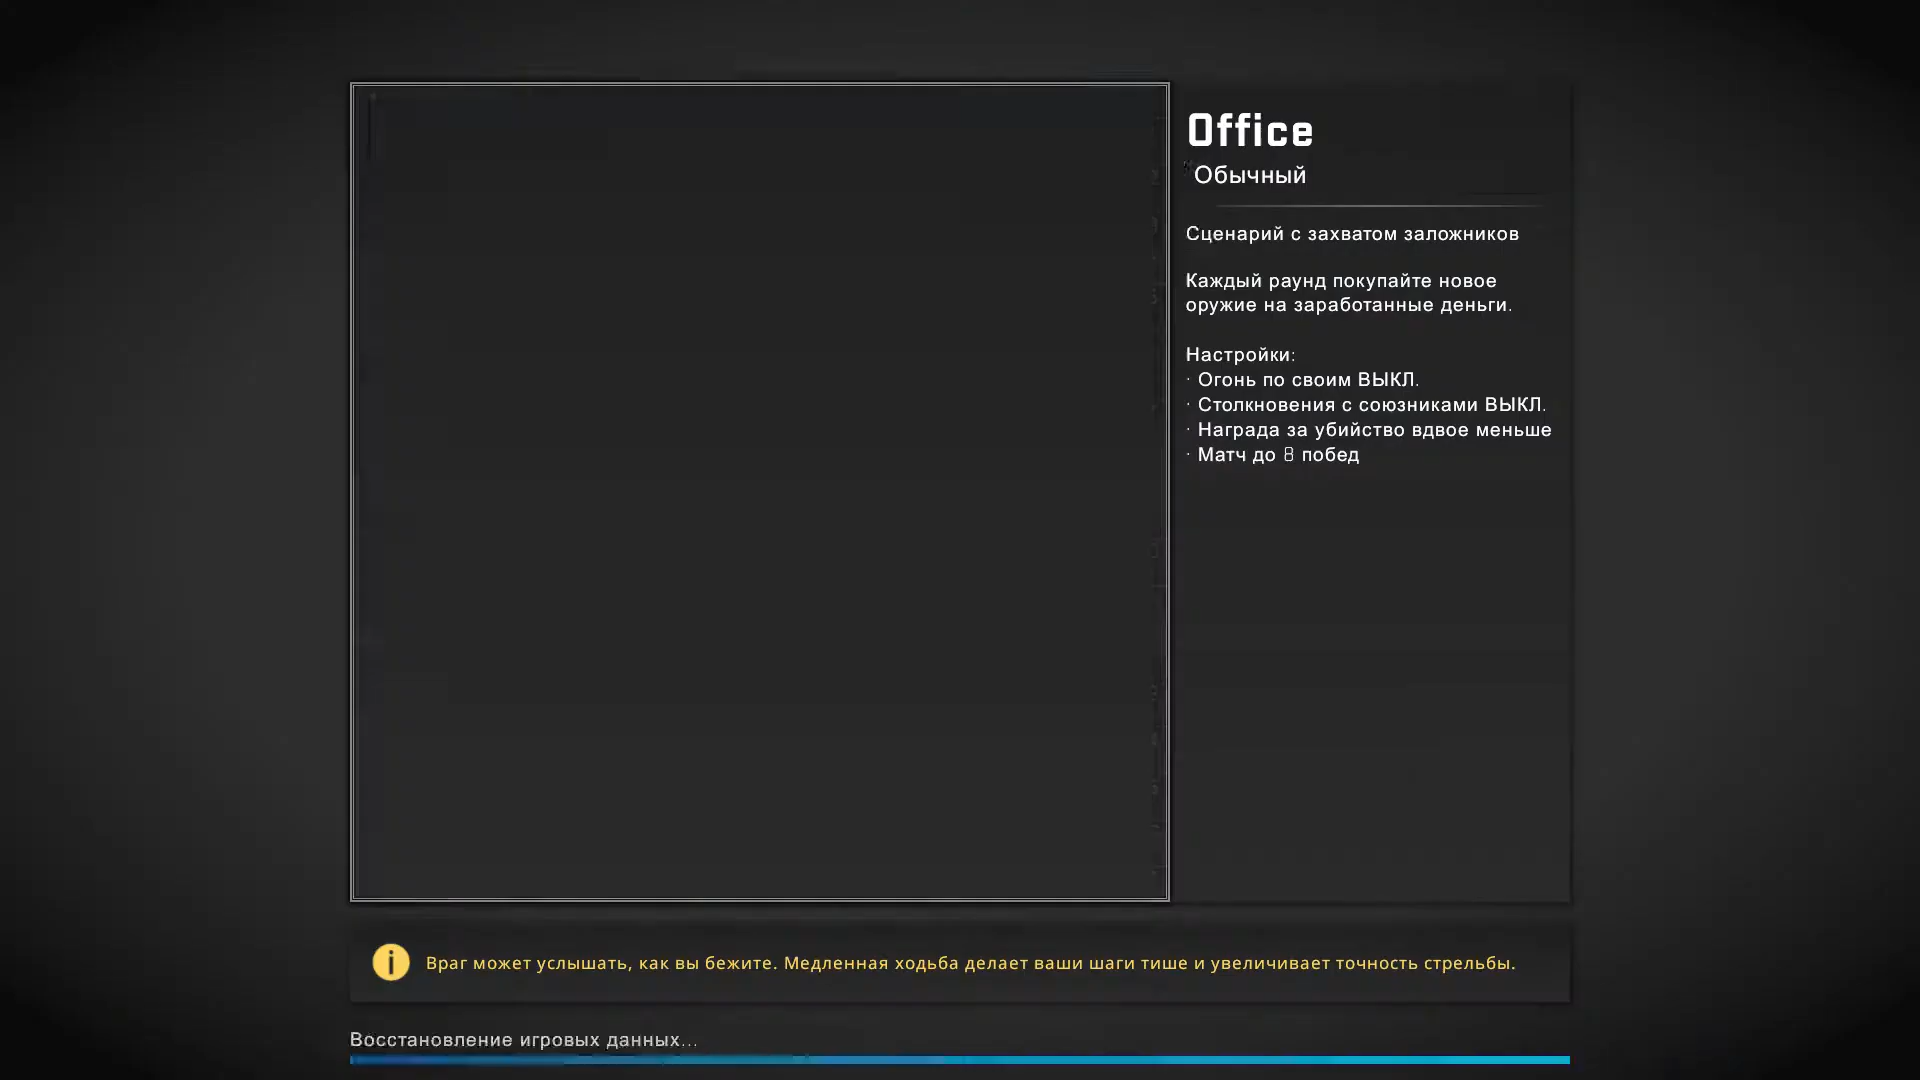 Office
Обычный
Сценарий с захватом заложников
Каждый раунд покупайте новое
оружие на заработанные деньги.
Настройки:
· Огонь по своим ВЫКЛ.
· Столкновения с союзниками ВЫКЛ.
· Награда за убийство вдвое меньше
· Матч до 8 побед
Враг может услышать, как вы бежите. Медленная ходьба делает ваши шаги тише и увеличивает точность стрельбы.
Восстановление игровых данных...